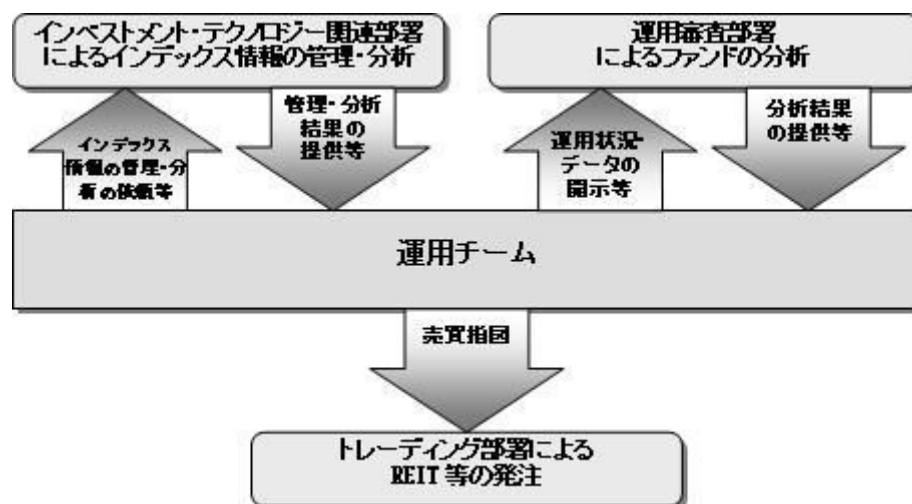 インベストメント・テクノロジー関連部署
によるインデックス情報の管理・分析
運用審査部署
によるファンドの分析
インデックス
情報の管理・分
析の依頼等
管理・分析
結果の
提供等
運用状況・
データの
開示等
分析結果
の提供等
運用チーム
売買指図
トレーディング部署による
REIT 等の発注